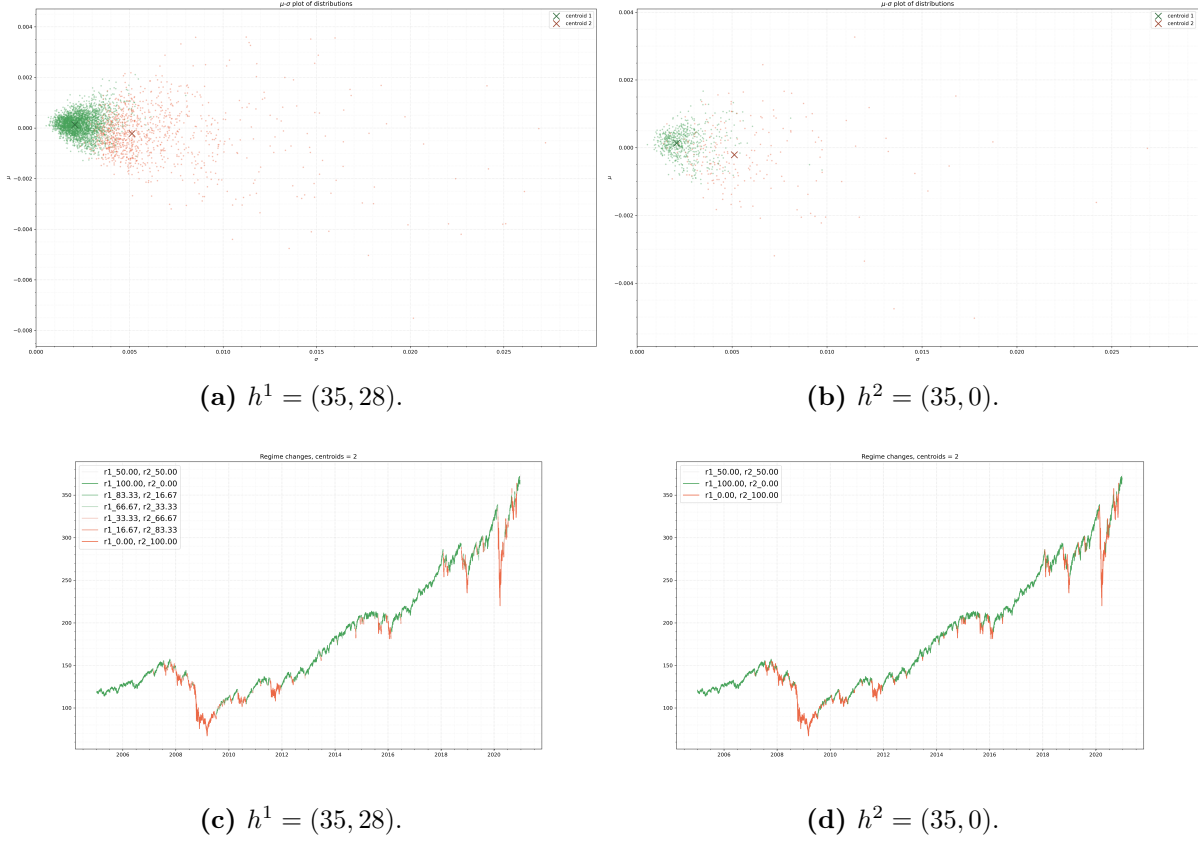 μ-σ plot of distributions
centroid 1
centroid 2
0.004
0.002
0.000
−0.002
−0.004
−0.006
−0.008
μ
0.000
0.005
0.010
0.015
0.020
0.025
σ
μ-σ plot of distributions
centroid 1
centroid 2
0.004
0.002
0.000
−0.002
−0.004
μ
0.000
0.005
0.010
0.015
0.020
0.025
σ
(a) h¹ = (35, 28).
(b) h² = (35, 0).
Regime changes, centroids = 2
r1_50.00, r2_50.00
r1_100.00, r2_0.00
r1_83.33, r2_16.67
r1_66.67, r2_33.33
r1_33.33, r2_66.67
r1_16.67, r2_83.33
r1_0.00, r2_100.00
350
300
250
200
150
100
2006
2008
2010
2012
2014
2016
2018
2020
Regime changes, centroids = 2
r1_50.00, r2_50.00
r1_100.00, r2_0.00
r1_0.00, r2_100.00
350
300
250
200
150
100
2006
2008
2010
2012
2014
2016
2018
2020
(c) h¹ = (35, 28).
(d) h² = (35, 0).